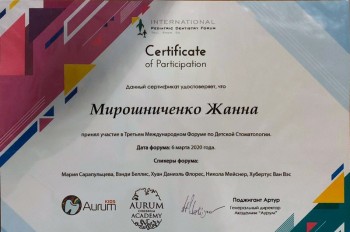 INTERNATIONAL
PEDIATRIC DENTISTRY FORUM
Certificate
of Participation
Данный сертификат удостоверяет, что
Мирошниченко Жанна
принял участие в Третьем Международном Форуме по Детской Стоматологии.
Дата форума: 6 марта 2020 года.
Спикеры форума:
Мария Сарапульцева, Вэнди Беллис, Хуан Даниэль Флорес, Никола Мейснер, Хубертус Ван Вас
Aurum KIDS
AURUM
ACADEMY
Поджигант Артур
Генеральный директор
Академии "Аурум"